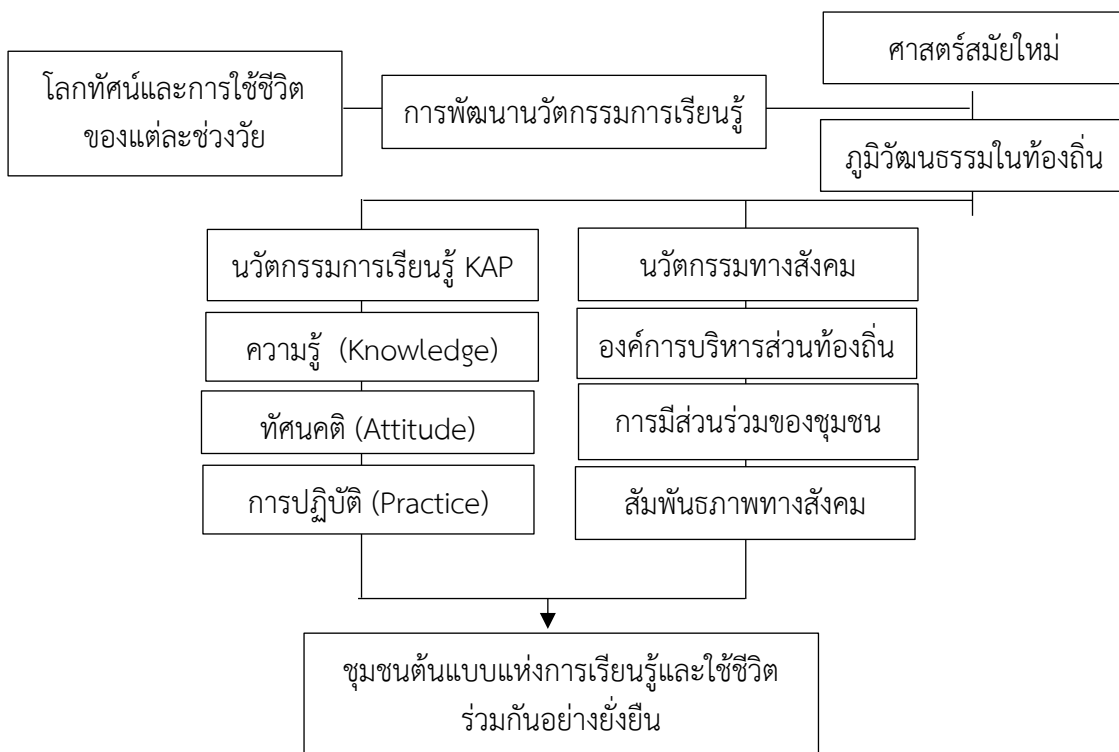 ศาสตร์สมัยใหม่
โลกทัศน์และการใช้ชีวิต
ของแต่ละช่วงวัย
การพัฒนานวัตกรรมการเรียนรู้
ภูมิวัฒนธรรมในท้องถิ่น
นวัตกรรมการเรียนรู้ KAP
ความรู้ (Knowledge)
ทัศนคติ (Attitude)
การปฏิบัติ (Practice)
นวัตกรรมทางสังคม
องค์การบริหารส่วนท้องถิ่น
การมีส่วนร่วมของชุมชน
สัมพันธภาพทางสังคม
ชุมชนต้นแบบแห่งการเรียนรู้และใช้ชีวิต
ร่วมกันอย่างยั่งยืน